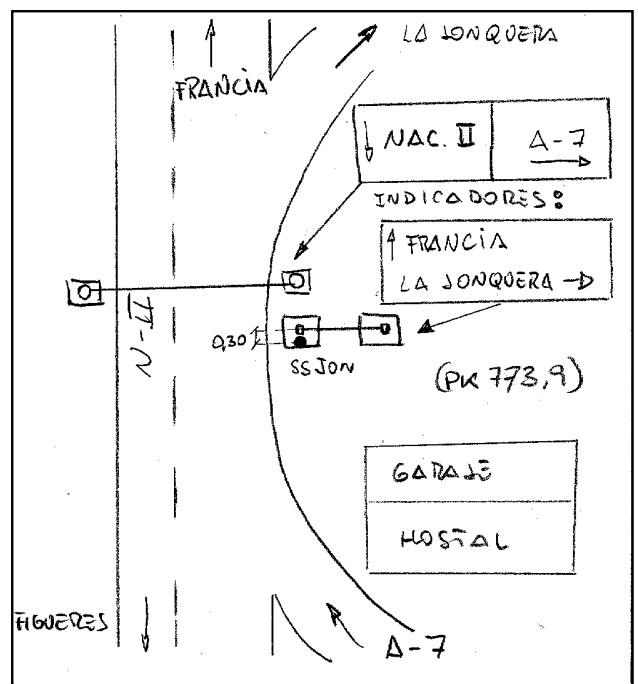 LA JONQUERA
FRANCIA
↓ NAC. II A-7 →
INDICADORES:
↑ FRANCIA
LA JONQUERA →
N-II
0,30
SSJON
(PK 773,9)
GARAJE
HOSTAL
FIGUERES
A-7